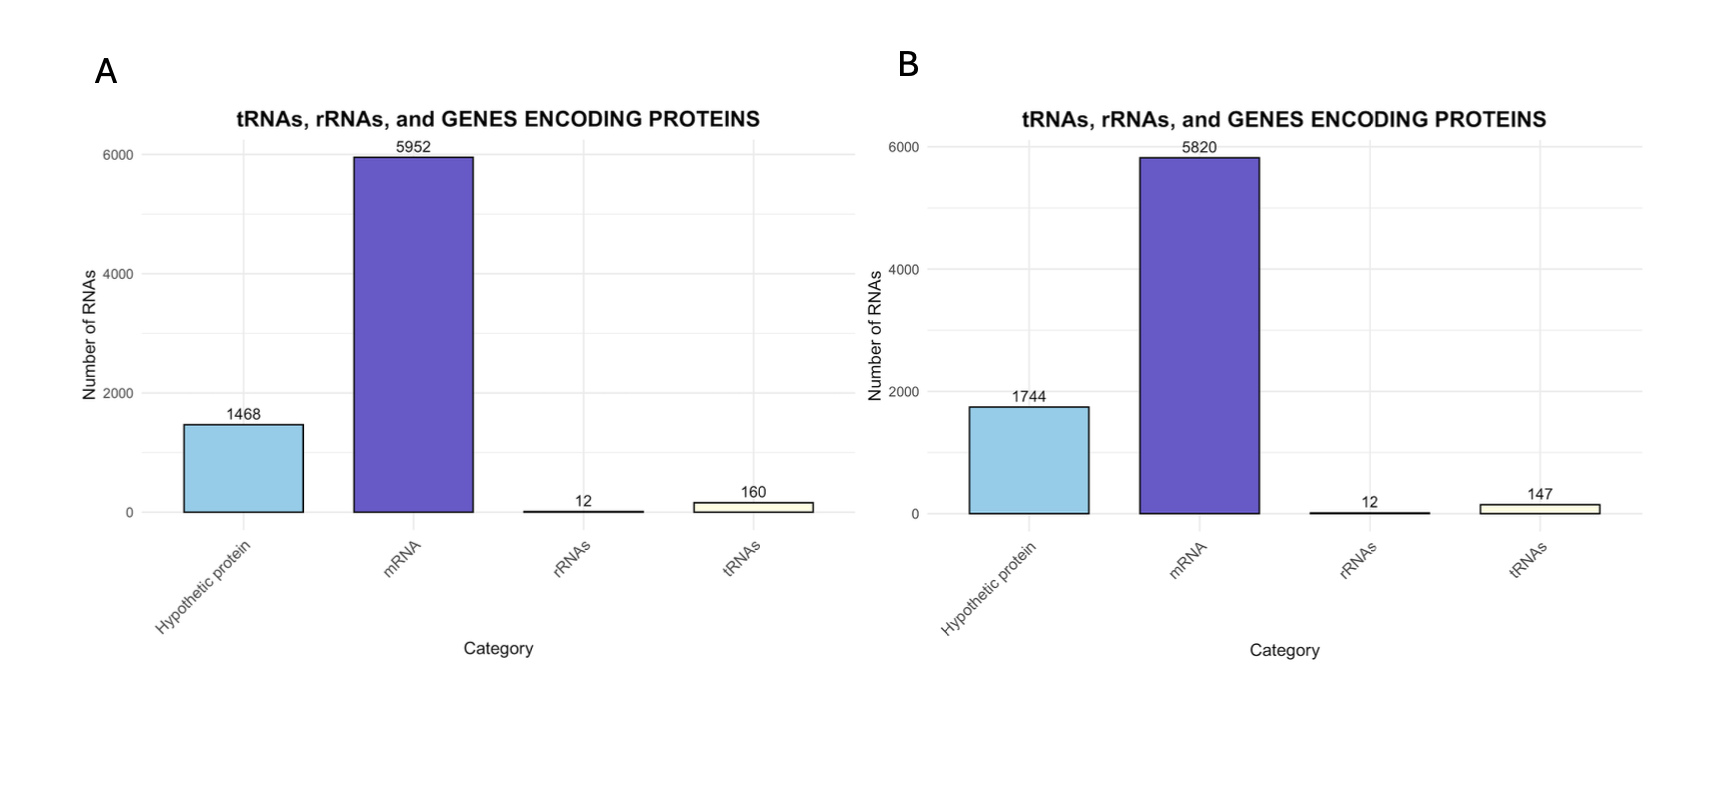 A
tRNAs, rRNAs, and GENES ENCODING PROTEINS
Number of RNAs
6000
4000
2000
0
1468
5952
12
160
Hypothetic protein
mRNA
rRNAs
tRNAs
Category
B
tRNAs, rRNAs, and GENES ENCODING PROTEINS
Number of RNAs
6000
4000
2000
0
1744
5820
12
147
Hypothetic protein
mRNA
rRNAs
tRNAs
Category